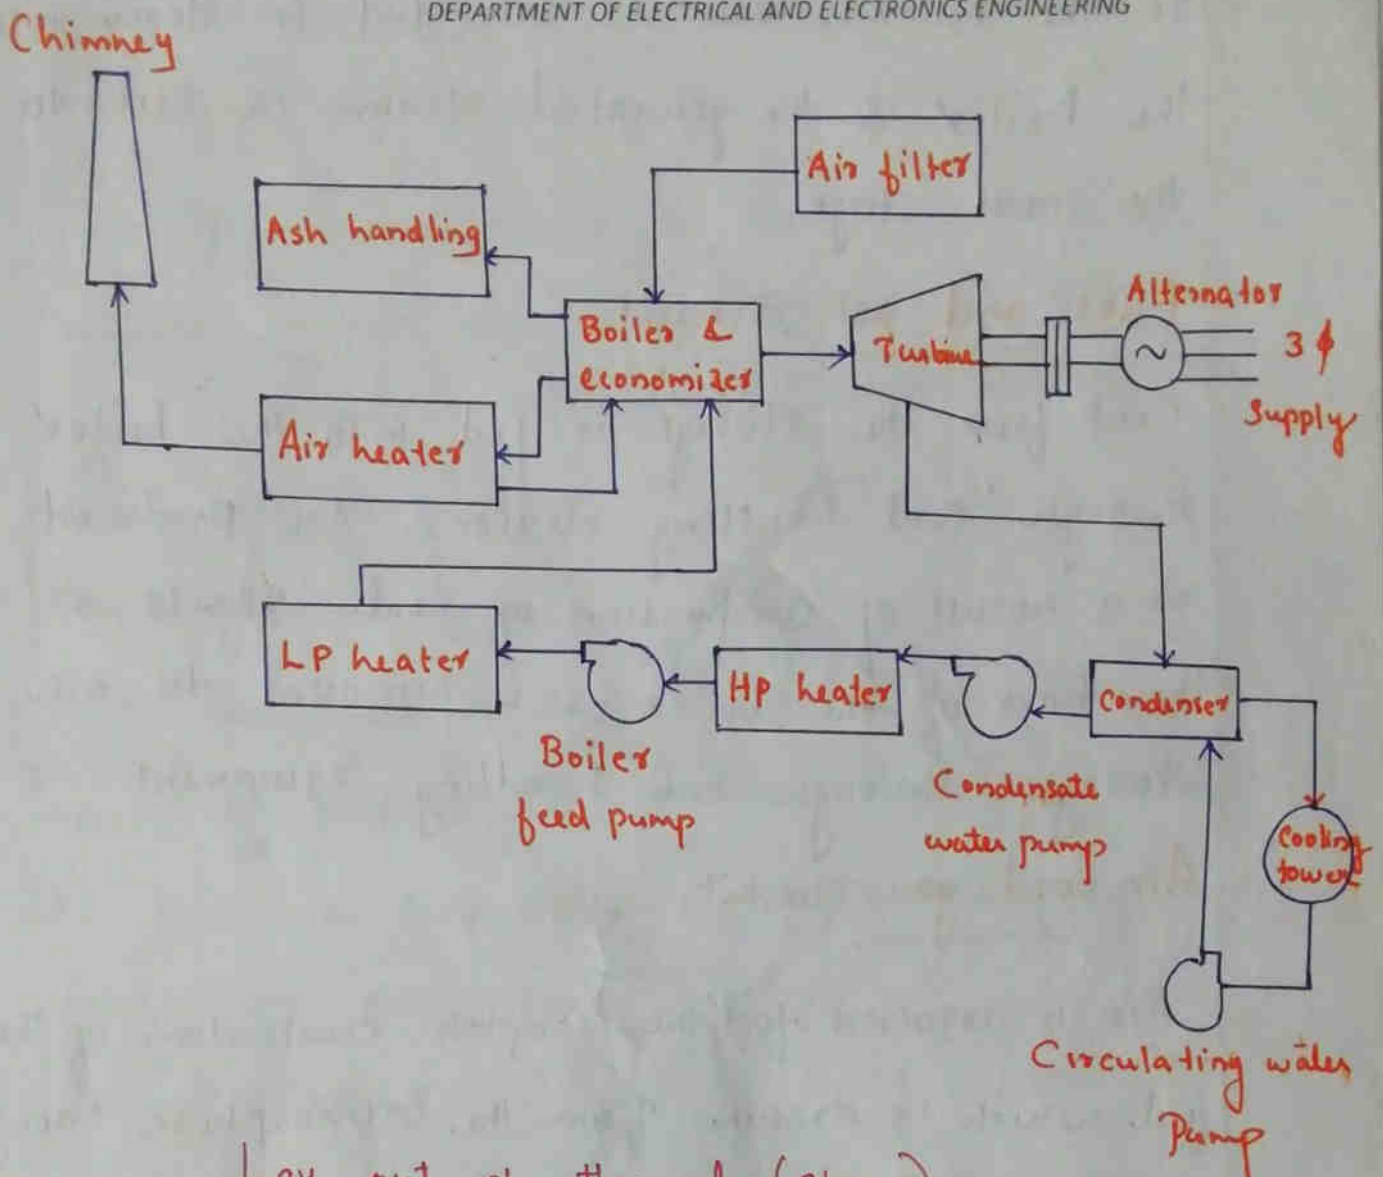 DEPARTMENT OF ELECTRICAL AND ELECTRONICS ENGINEERING
Chimney
Air filter
Ash handling
Boiler &
economizer
Turbine
Alternator
~
3 ϕ
Supply
Air heater
LP heater
Boiler
feed pump
HP heater
Condensate
water pump
Condenser
Cooling
tower
Circulating water
Pump